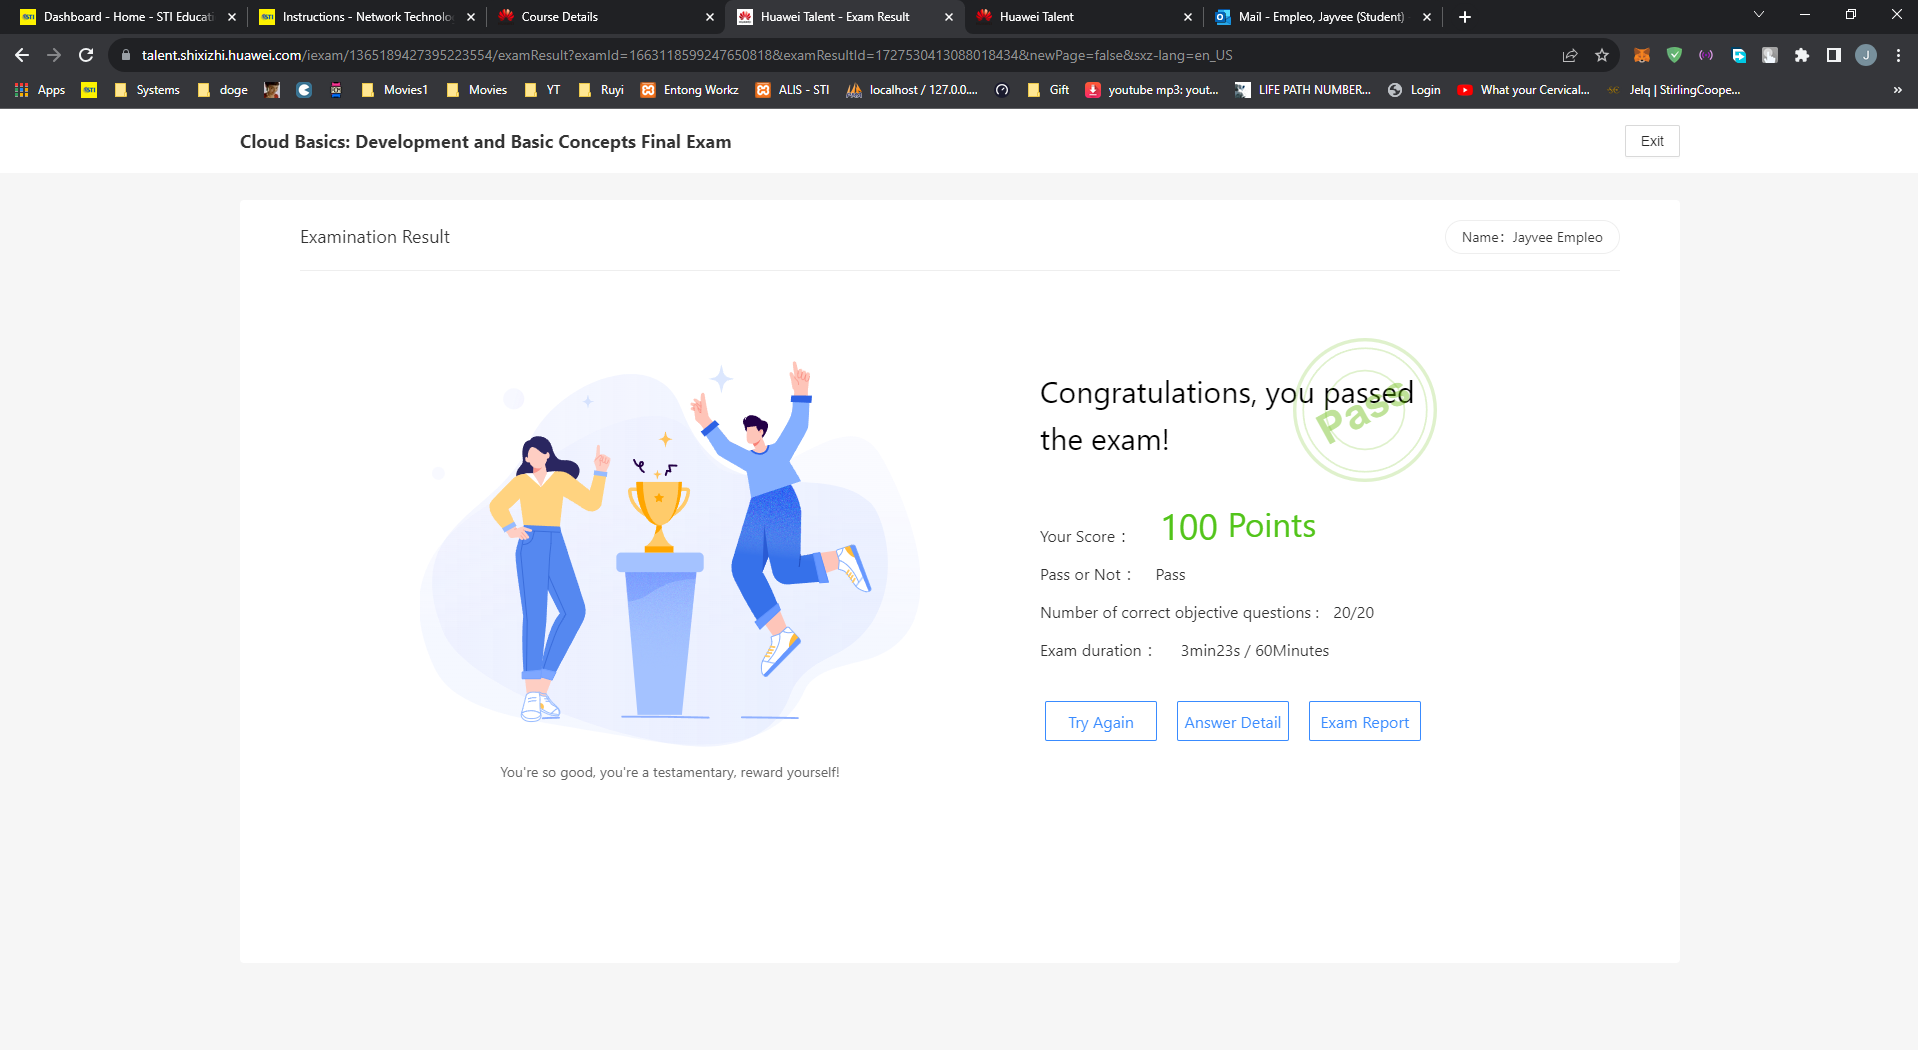 Dashboard - Home - STI Educati
Instructions - Network Technolo
Course Details
Huawei Talent - Exam Result
Huawei Talent
Mail - Empleo, Jayvee (Student)
talent.shixizhi.huawei.com/iexam/1365189427395223554/examResult?examId=1663118599247650818&examResultId=1727530413088018434&newPage=false&sxz-lang=en_US
J
Apps
STI
Systems
doge
Movies1
Movies
YT
Ruyi
Entong Workz
ALIS - STI
localhost / 127.0.0....
Gift
youtube mp3: yout...
LIFE PATH NUMBER...
Login
What your Cervical...
Jelq | StirlingCoope...
»
Cloud Basics: Development and Basic Concepts Final Exam
Exit
Examination Result
Name： Jayvee Empleo
Congratulations, you passed
the exam!
Pass
Your Score： 100 Points
Pass or Not： Pass
Number of correct objective questions： 20/20
Exam duration： 3min23s / 60Minutes
Try Again
Answer Detail
Exam Report
You're so good, you're a testamentary, reward yourself!